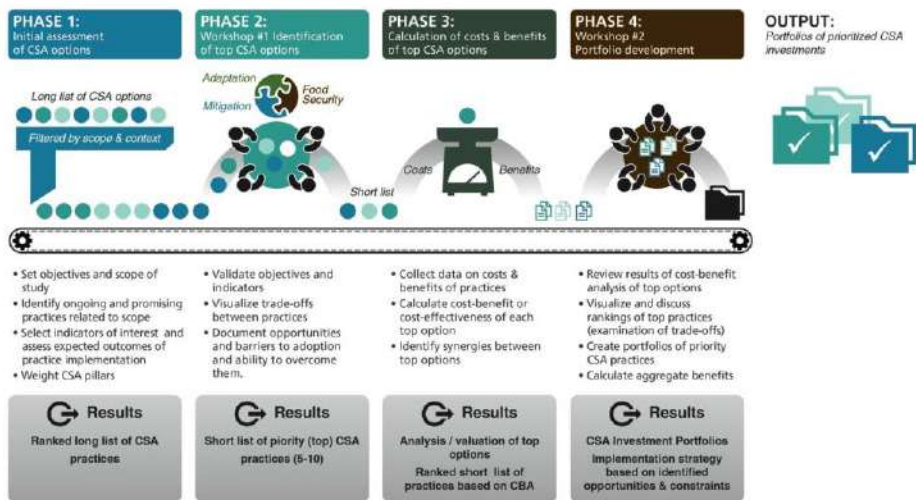 PHASE 1:
Initial assessment
of CSA options
PHASE 2:
Workshop #1 Identification
of top CSA options
PHASE 3:
Calculation of costs & benefits
of top CSA options
PHASE 4:
Workshop #2
Portfolio development
OUTPUT:
Portfolios of prioritized CSA
investments
Long list of CSA options
Filtered by scope & context
Adaptation
Mitigation
Food
Security
Short list
Costs
Benefits
• Set objectives and scope of
study
• Identify ongoing and promising
practices related to scope
• Select indicators of interest and
assess expected outcomes of
practice implementation
• Weight CSA pillars
• Validate objectives and
indicators
• Visualize trade-offs
between practices
• Document opportunities
and barriers to adoption
and ability to overcome
them.
• Collect data on costs &
benefits of practices
• Calculate cost-benefit or
cost-effectiveness of each
top option
• Identify synergies between
top options
• Review results of cost-benefit
analysis of top options
• Visualize and discuss
rankings of top practices
(examination of trade-offs)
• Create portfolios of priority
CSA practices
• Calculate aggregate benefits
Results
Ranked long list of CSA
practices
Results
Short list of piority (top) CSA
practices (5-10)
Results
Analysis / valuation of top
options
Ranked short list of
practices based on CBA
Results
CSA Investment Portfolios
Implementation strategy
based on identified
opportunities & constraints